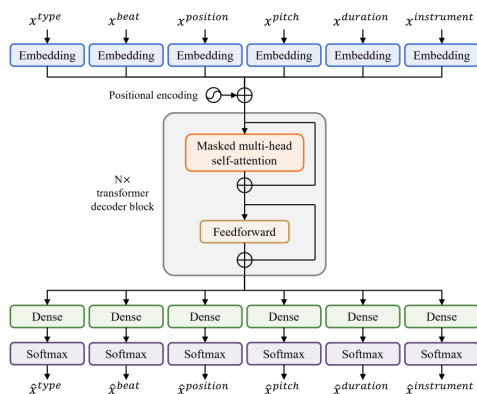 x^type x^beat x^position x^pitch x^duration x^instrument
Embedding Embedding Embedding Embedding Embedding Embedding
Positional encoding
Masked multi-head
self-attention
N×
transformer
decoder block
Feedforward
Dense Dense Dense Dense Dense Dense
Softmax Softmax Softmax Softmax Softmax Softmax
x̂^type x̂^beat x̂^position x̂^pitch x̂^duration x̂^instrument